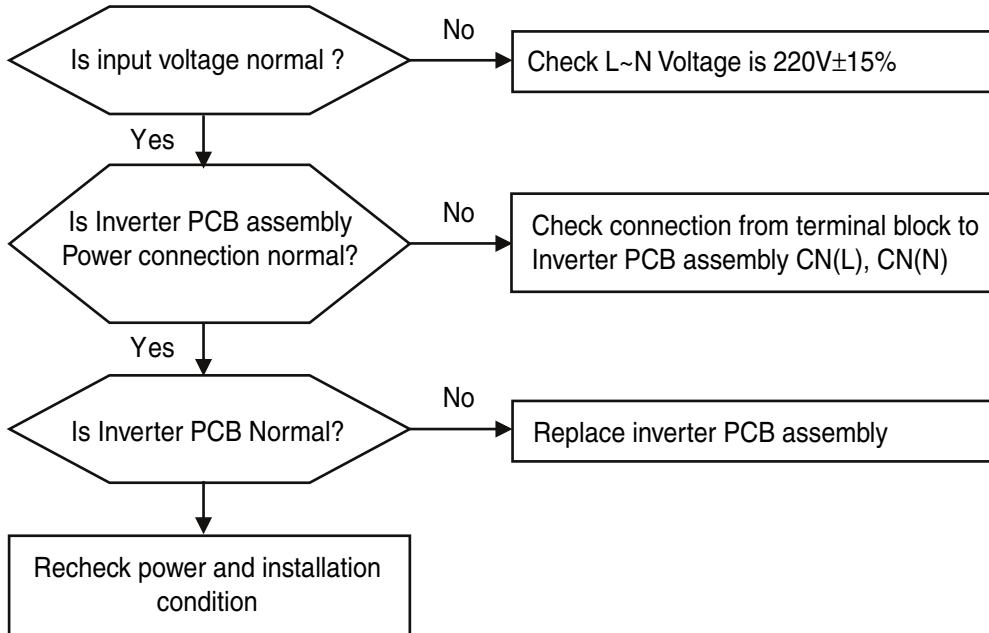 Is input voltage normal ?
No
Check L~N Voltage is 220V±15%
Yes
Is Inverter PCB assembly
Power connection normal?
No
Check connection from terminal block to
Inverter PCB assembly CN(L), CN(N)
Yes
Is Inverter PCB Normal?
No
Replace inverter PCB assembly
Recheck power and installation
condition